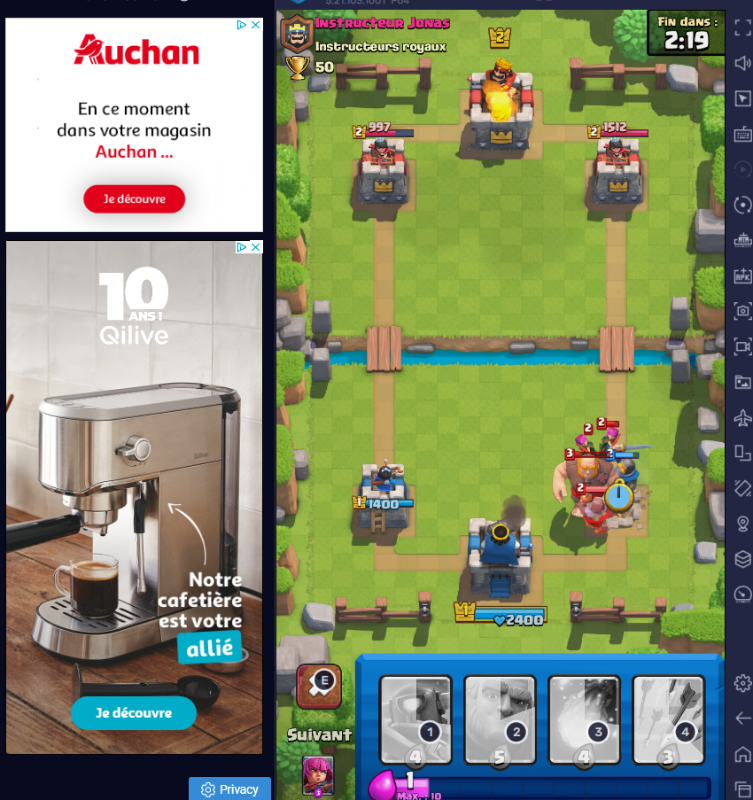 Auchan
En ce moment
dans votre magasin
Auchan ...
Je découvre
10
ANS !
Qilive
Notre
cafetière
est votre
allié
Je découvre
Privacy
Instructeur Jonas
Instructeurs royaux
50
Fin dans :
2:19
2
2 997
2 1512
2
2
3
2
2
1 1400
1
2400
E
Suivant
1
2
3
4
4
5
4
3
1
Max. : 10